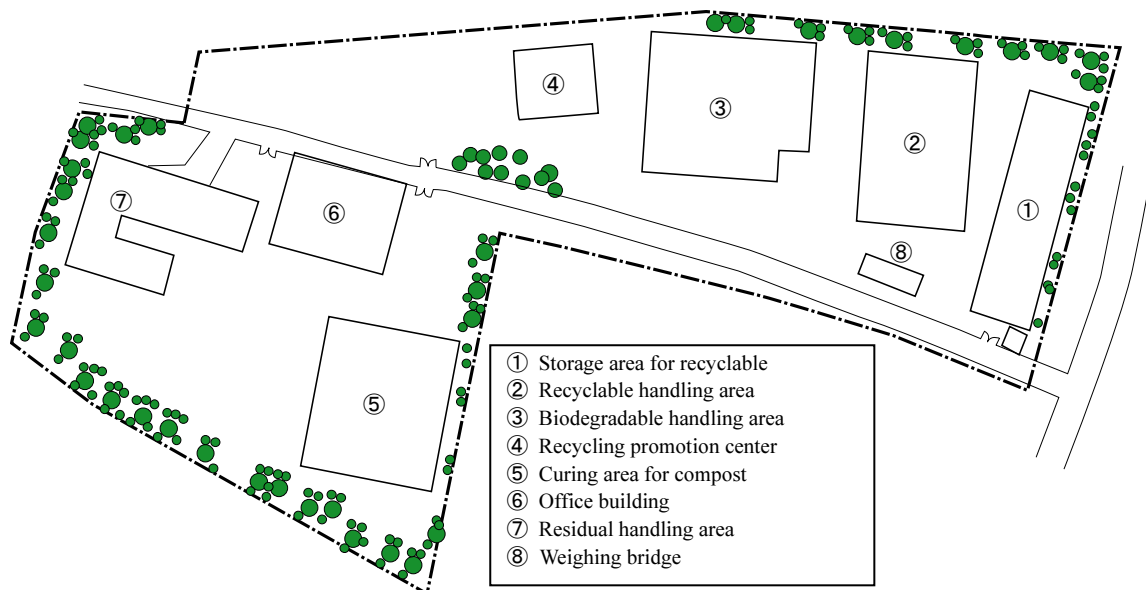 ④
③
②
①
⑦
⑥
⑧
⑤
① Storage area for recyclable
② Recyclable handling area
③ Biodegradable handling area
④ Recycling promotion center
⑤ Curing area for compost
⑥ Office building
⑦ Residual handling area
⑧ Weighing bridge